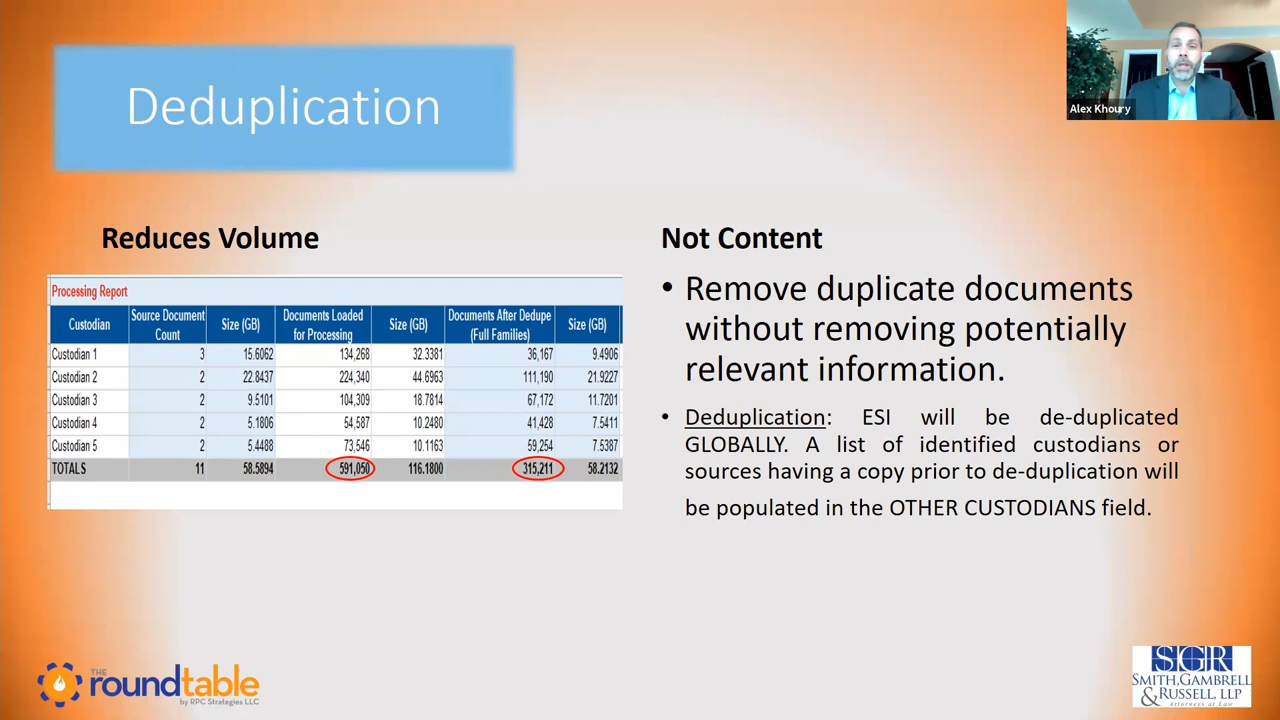 Alex Khoury
Deduplication
Reduces Volume
Processing Report
Custodian Source Document Count Size (GB) Documents Loaded for Processing Size (GB) Documents After Dedupe (Full Families) Size (GB)
Custodian 1 3 15.6062 134,268 32.3381 36,167 9.4906
Custodian 2 2 22.8437 224,340 44.6963 111,190 21.9227
Custodian 3 2 9.5101 104,309 18.7814 67,172 11.7201
Custodian 4 2 5.1806 54,587 10.2480 41,428 7.5411
Custodian 5 2 5.4488 73,546 10.1163 59,254 7.5387
TOTALS 11 58.5894 591,050 116.1800 315,211 58.2132
Not Content
• Remove duplicate documents
without removing potentially
relevant information.
• Deduplication: ESI will be de-duplicated
GLOBALLY. A list of identified custodians or
sources having a copy prior to de-duplication will
be populated in the OTHER CUSTODIANS field.
THE
roundtable
by RPC Strategies LLC
SGR
SMITH, GAMBRELL
& RUSSELL, LLP
Attorneys at Law